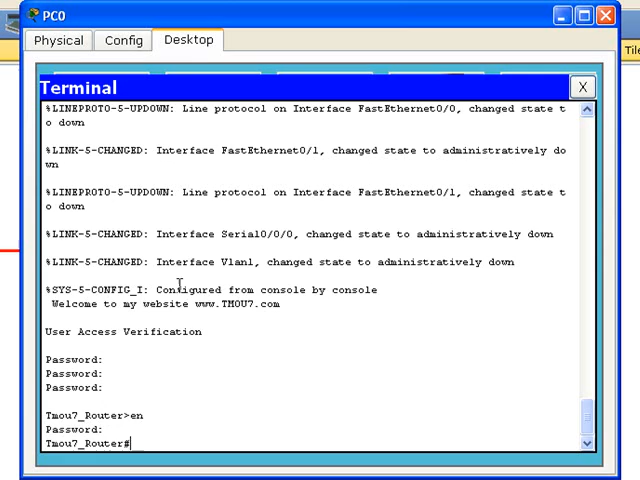 PC0
Physical
Config
Desktop
Tile
Terminal
X
%LINEPROTO-5-UPDOWN: Line protocol on Interface FastEthernet0/0, changed state t
o down
%LINK-5-CHANGED: Interface FastEthernet0/1, changed state to administratively do
wn
%LINEPROTO-5-UPDOWN: Line protocol on Interface FastEthernet0/1, changed state t
o down
%LINK-5-CHANGED: Interface Serial0/0/0, changed state to administratively down
%LINK-5-CHANGED: Interface Vlan1, changed state to administratively down
%SYS-5-CONFIG_I: Configured from console by console
Welcome to my website www.TMOU7.com
User Access Verification
Password:
Password:
Password:
Tmou7_Router>en
Password:
Tmou7_Router#